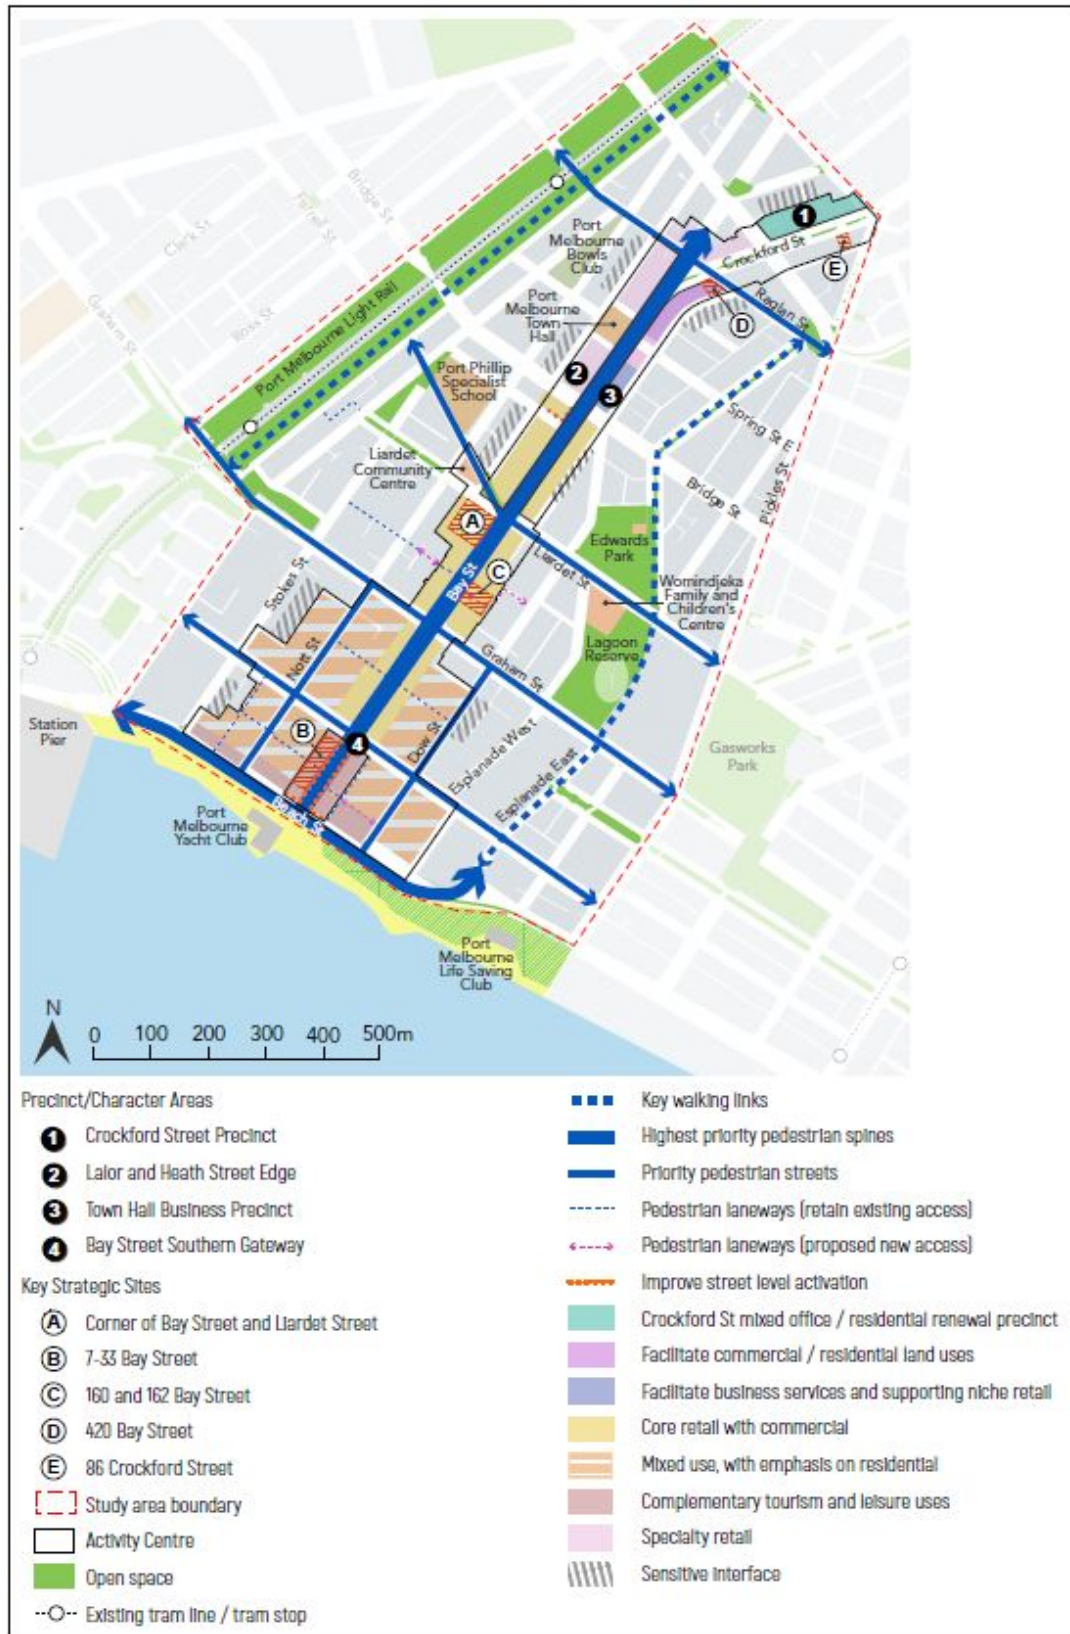 Clark St
Ross St
Farrell St
Bridge St
Graham St
Port Melbourne Light Rail
Port
Melbourne
Bowls
Club
Port
Melbourne
Town
Hall
Port Phillip
Specialist
School
Liardet
Community
Centre
1
Crockford St
E
D
Raglan St
2
3
Spring St E
Bridge St
Pickles St
A
C
Bay St
Liardet St
Edwards
Park
Womindjeka
Family and
Children's
Centre
Lagoon
Reserve
Stokes St
Nott St
Graham St
B
4
Dow St
Esplanade West
Esplanade East
Gasworks
Park
Station
Pier
Port
Melbourne
Yacht Club
Port
Melbourne
Life Saving
Club
N
0 100 200 300 400 500m
Precinct/Character Areas
1 Crockford Street Precinct
2 Lalor and Heath Street Edge
3 Town Hall Business Precinct
4 Bay Street Southern Gateway
Key Strategic Sites
A Corner of Bay Street and Liardet Street
B 7-33 Bay Street
C 160 and 162 Bay Street
D 420 Bay Street
E 86 Crockford Street
Study area boundary
Activity Centre
Open space
Existing tram line / tram stop
Key walking links
Highest priority pedestrian spines
Priority pedestrian streets
Pedestrian laneways (retain existing access)
Pedestrian laneways (proposed new access)
Improve street level activation
Crockford St mixed office / residential renewal precinct
Facilitate commercial / residential land uses
Facilitate business services and supporting niche retail
Core retail with commercial
Mixed use, with emphasis on residential
Complementary tourism and leisure uses
Specialty retail
Sensitive interface